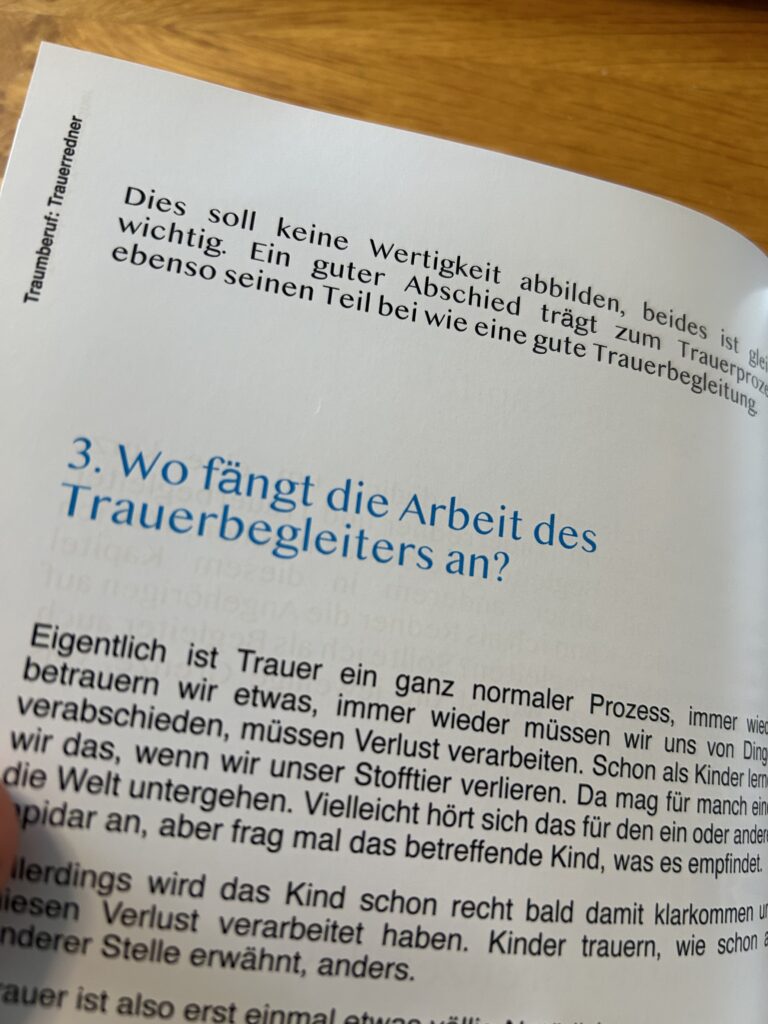 Traumberuf: Trauerredner
Dies soll keine Wertigkeit abbilden, beides ist
wichtig. Ein guter Abschied trägt zum
ebenso seinen Teil bei wie eine gute Trauerbegleitung.
3. Wo fängt die Arbeit des
Trauerbegleiters an?
Eigentlich ist Trauer ein ganz normaler Prozess, immer
betrauern wir etwas, immer wieder müssen wir uns von
verabschieden, müssen Verlust verarbeiten. Schon als Kinder
wir das, wenn wir unser Stofftier verlieren. Da mag für manch
die Welt untergehen. Vielleicht hört sich das für den ein oder
an, aber frag mal das betreffende Kind, was es empfindet.
wird das Kind schon recht bald damit klarkommen
Verlust verarbeitet haben. Kinder trauern, wie schon
Stelle erwähnt, anders.
ist also erst einmal etwas